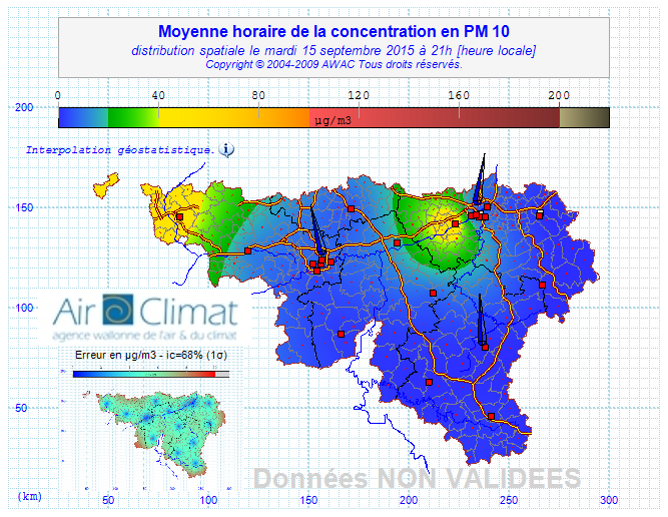 Moyenne horaire de la concentration en PM 10
distribution spatiale le mardi 15 septembre 2015 à 21h [heure locale]
Copyright © 2004-2009 AWAC Tous droits réservés.
0 40 80 120 160 200
µg/m3
Interpolation géostatistique. i
200
150
100
50
Air Climat
agence wallonne de l'air & du climat
Erreur en µg/m3 - ic=68% (1σ)
Données NON VALIDEES
(km) 50 100 150 200 250 300